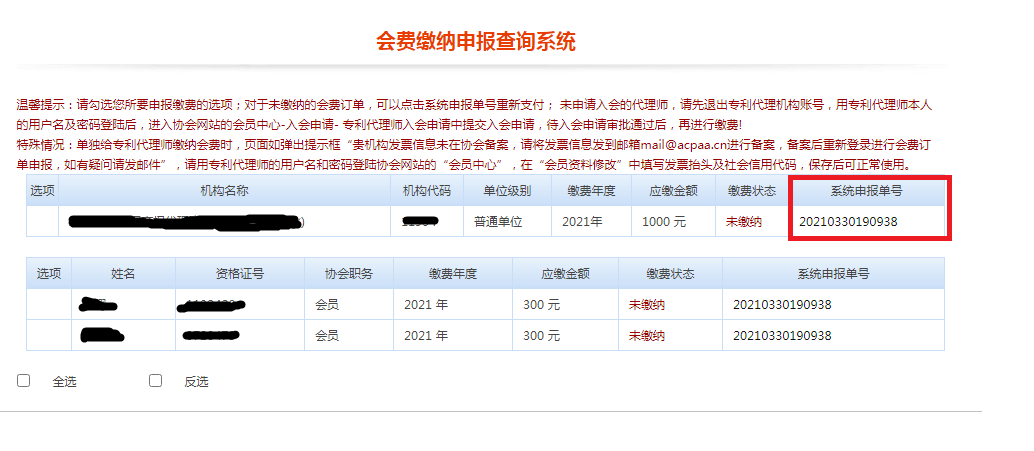 会费缴纳申报查询系统
温馨提示；请勾选您所要申报缴费的选项；对于未缴纳的会费订单，可以点击系统申报单号重新支付； 未申请入会的代理师，请先退出专利代理机构账号，用专利代理师本人
的用户名及密码登陆后，进入协会网站的会员中心-入会申请- 专利代理师入会申请中提交入会申请，待入会申请审批通过后，再进行缴费!
特殊情况；单独给专利代理师缴纳会费时，页面如弹出提示框“贵机构发票信息未在协会备案，请将发票信息发到邮箱mail@acpaa.cn进行备案，备案后重新登录进行会费订
单申报，如有疑问请发邮件”，请用专利代理师的用户名和密码登陆协会网站的“会员中心”，在“会员资料修改”中填写发票抬头及社会信用代码，保存后可正常使用。
选项 机构名称 机构代码 单位级别 缴费年度 应缴金额 缴费状态 系统申报单号
普通单位 2021年 1000 元 未缴纳 20210330190938
选项 姓名 资格证号 协会职务 缴费年度 应缴金额 缴费状态 系统申报单号
会员 2021 年 300 元 未缴纳 20210330190938
会员 2021 年 300 元 未缴纳 20210330190938
全选 反选